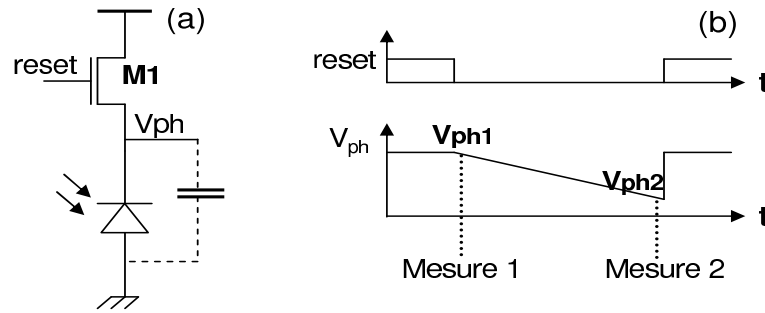 (a)
reset
M1
Vph
(b)
reset
t
Vph
Vph1
Vph2
t
Mesure 1
Mesure 2